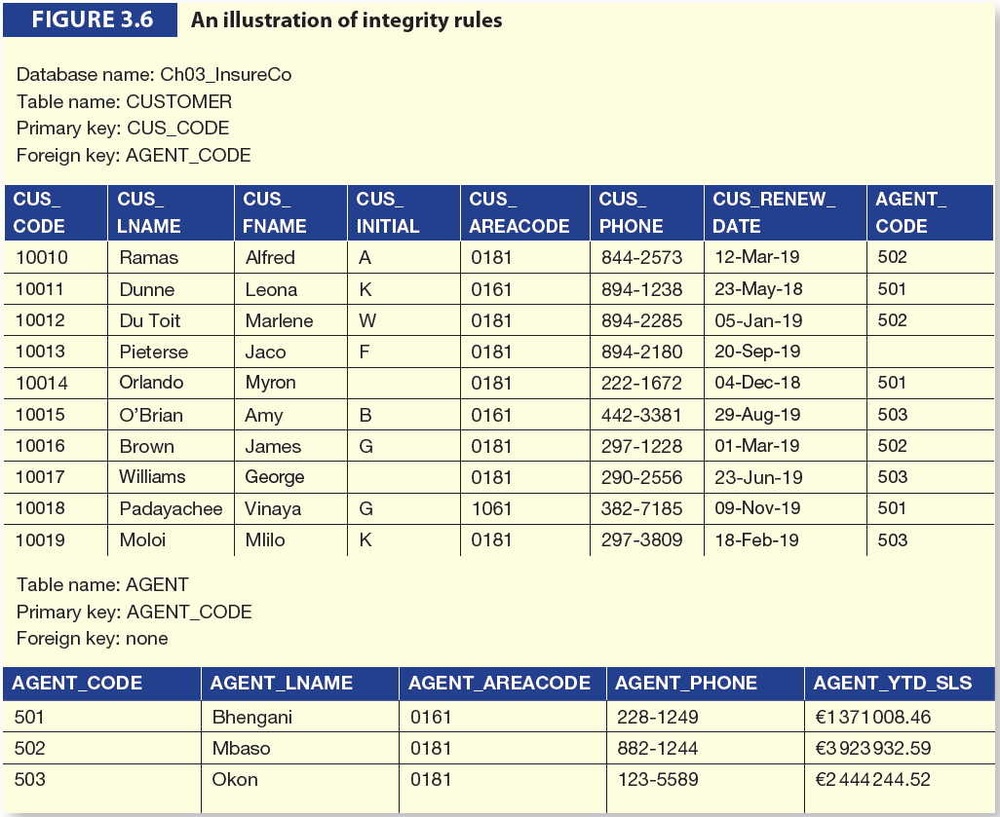 FIGURE 3.6 An illustration of integrity rules
Database name: Ch03_InsureCo
Table name: CUSTOMER
Primary key: CUS_CODE
Foreign key: AGENT_CODE
CUS_ CUS_ CUS_ CUS_ CUS_ CUS_ CUS_RENEW_ AGENT_
CODE LNAME FNAME INITIAL AREACODE PHONE DATE CODE
10010 Ramas Alfred A 0181 844-2573 12-Mar-19 502
10011 Dunne Leona K 0161 894-1238 23-May-18 501
10012 Du Toit Marlene W 0181 894-2285 05-Jan-19 502
10013 Pieterse Jaco F 0181 894-2180 20-Sep-19
10014 Orlando Myron 0181 222-1672 04-Dec-18 501
10015 O’Brian Amy B 0161 442-3381 29-Aug-19 503
10016 Brown James G 0181 297-1228 01-Mar-19 502
10017 Williams George 0181 290-2556 23-Jun-19 503
10018 Padayachee Vinaya G 1061 382-7185 09-Nov-19 501
10019 Moloi Mlilo K 0181 297-3809 18-Feb-19 503
Table name: AGENT
Primary key: AGENT_CODE
Foreign key: none
AGENT_CODE AGENT_LNAME AGENT_AREACODE AGENT_PHONE AGENT_YTD_SLS
501 Bhengani 0161 228-1249 €1 371 008.46
502 Mbaso 0181 882-1244 €3 923 932.59
503 Okon 0181 123-5589 €2 444 244.52